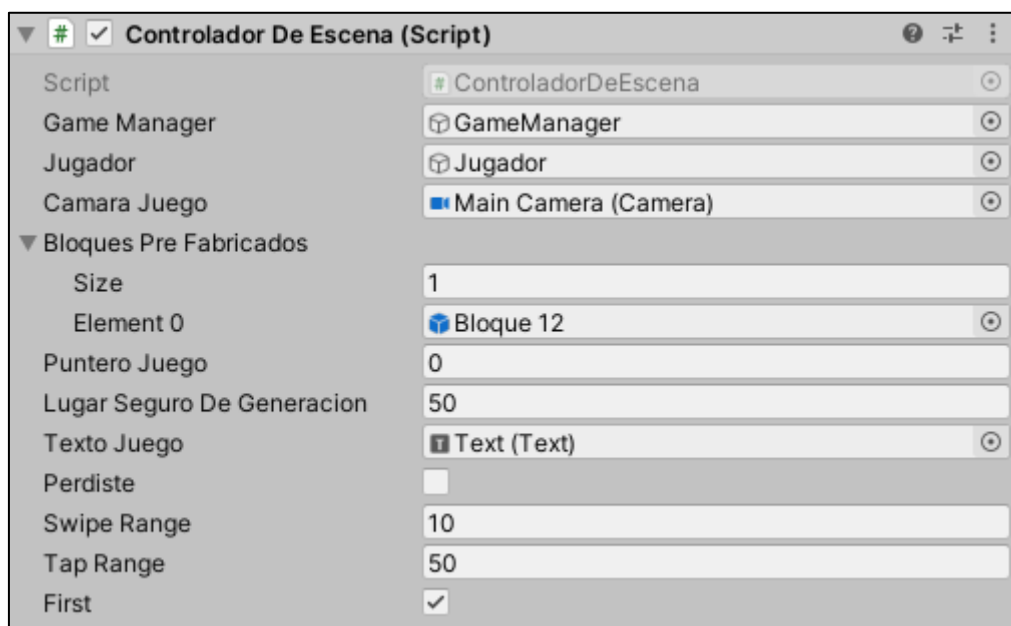 # Controlador De Escena (Script)
Script # ControladorDeEscena
Game Manager GameManager
Jugador Jugador
Camara Juego Main Camera (Camera)
Bloques Pre Fabricados
Size 1
Element 0 Bloque 12
Puntero Juego 0
Lugar Seguro De Generacion 50
Texto Juego T Text (Text)
Perdiste
Swipe Range 10
Tap Range 50
First